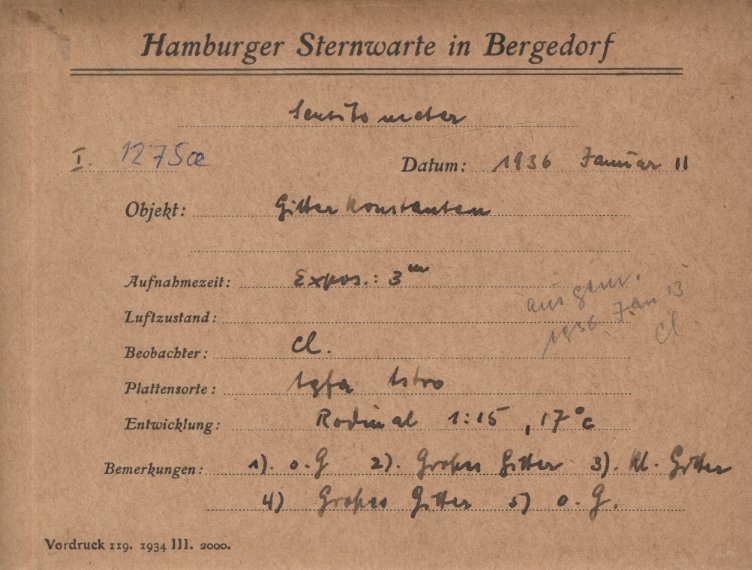 Hamburger Sternwarte in Bergedorf
Sensitometer
I. 1275a
Datum: 1936 Januar 11
Objekt: Gitterkonstanten
Aufnahmezeit: Expos.: 3m
Luftzustand:
ausgew.
1936 Jan 13
Cl
Beobachter: Cl.
Plattensorte: Agfa Astro
Entwicklung: Rodinal 1:15, 17°C
Bemerkungen: 1). o. G 2). Großes Gitter 3). Kl. Gitter
4) Großes Gitter 5) o. G.
Vordruck 119. 1934 III. 2000.